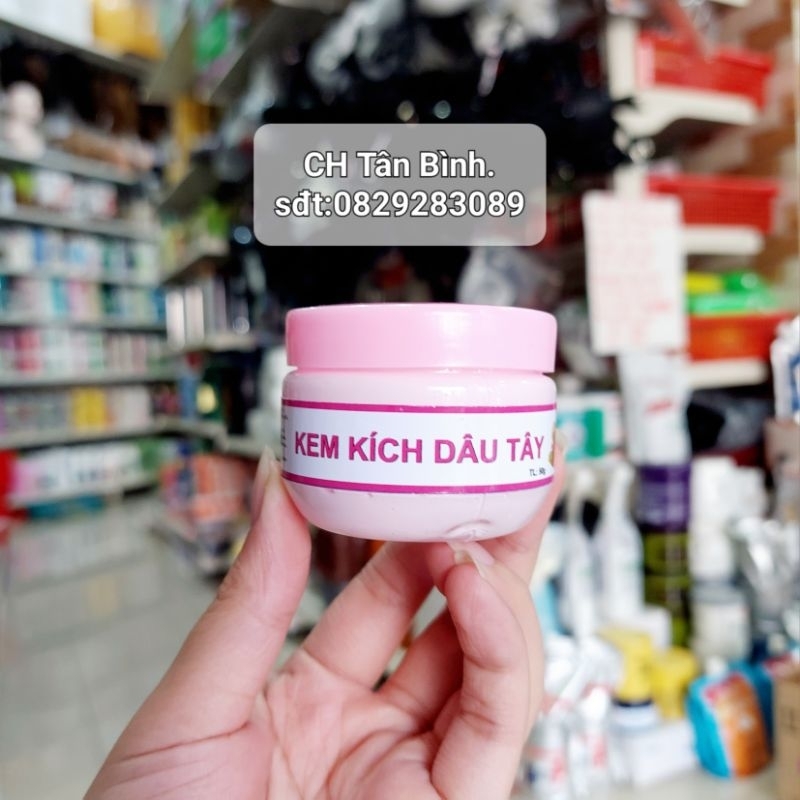 CH Tân Bình.
sđt:0829283089
KEM KÍCH DÂU TÂY